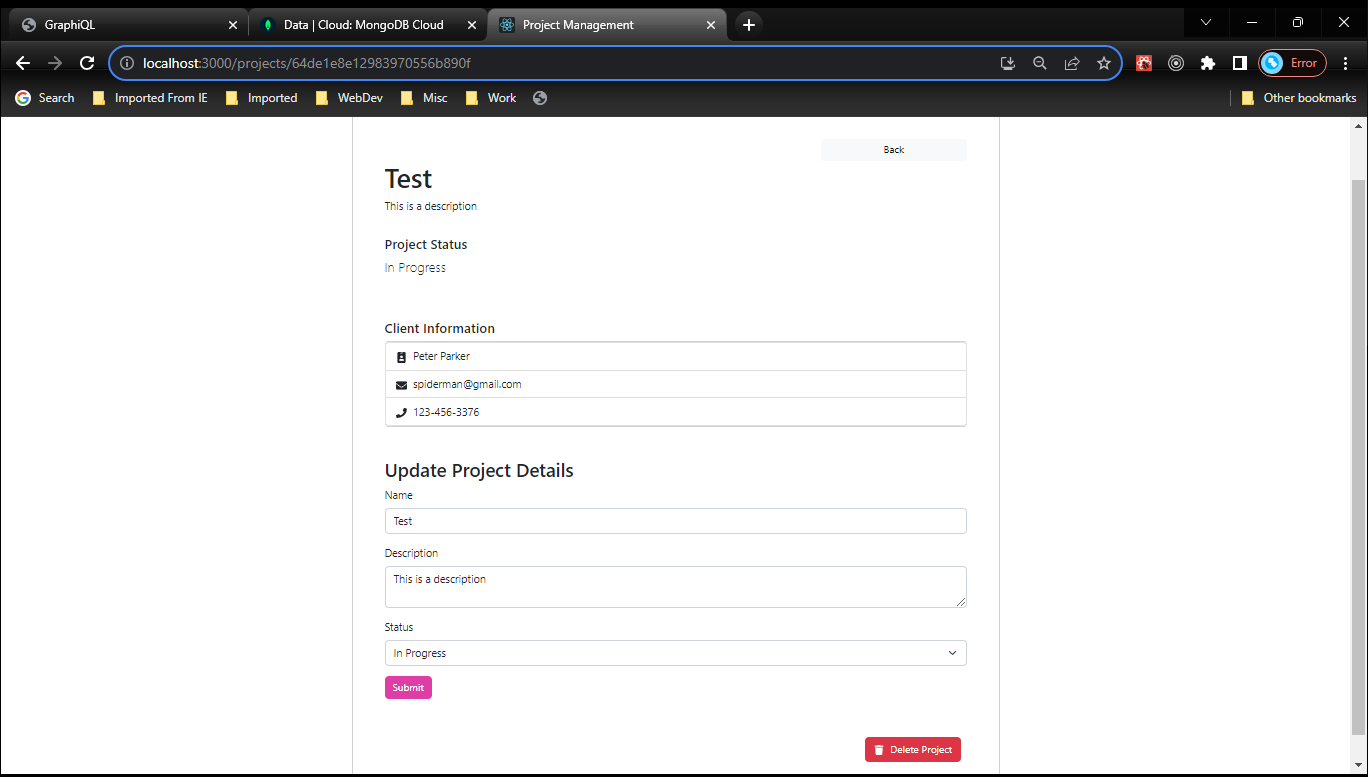 GraphiQL
Data | Cloud: MongoDB Cloud
Project Management
localhost:3000/projects/64de1e8e12983970556b890f
Error
Search
Imported From IE
Imported
WebDev
Misc
Work
Other bookmarks
Back
Test
This is a description
Project Status
In Progress
Client Information
Peter Parker
spiderman@gmail.com
123-456-3376
Update Project Details
Name
Test
Description
This is a description
Status
In Progress
Submit
Delete Project